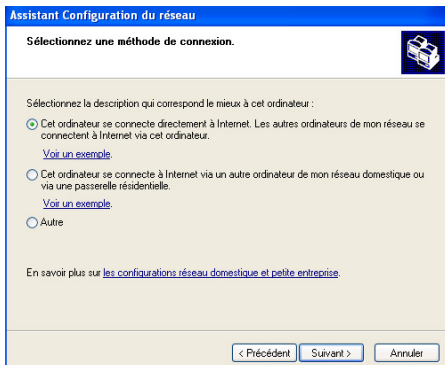 Assistant Configuration du réseau
Sélectionnez une méthode de connexion.
Sélectionnez la description qui correspond le mieux à cet ordinateur :
Cet ordinateur se connecte directement à Internet. Les autres ordinateurs de mon réseau se
connectent à Internet via cet ordinateur.
Voir un exemple.
Cet ordinateur se connecte à Internet via un autre ordinateur de mon réseau domestique ou
via une passerelle résidentielle.
Voir un exemple.
Autre
En savoir plus sur les configurations réseau domestique et petite entreprise.
< Précédent Suivant > Annuler